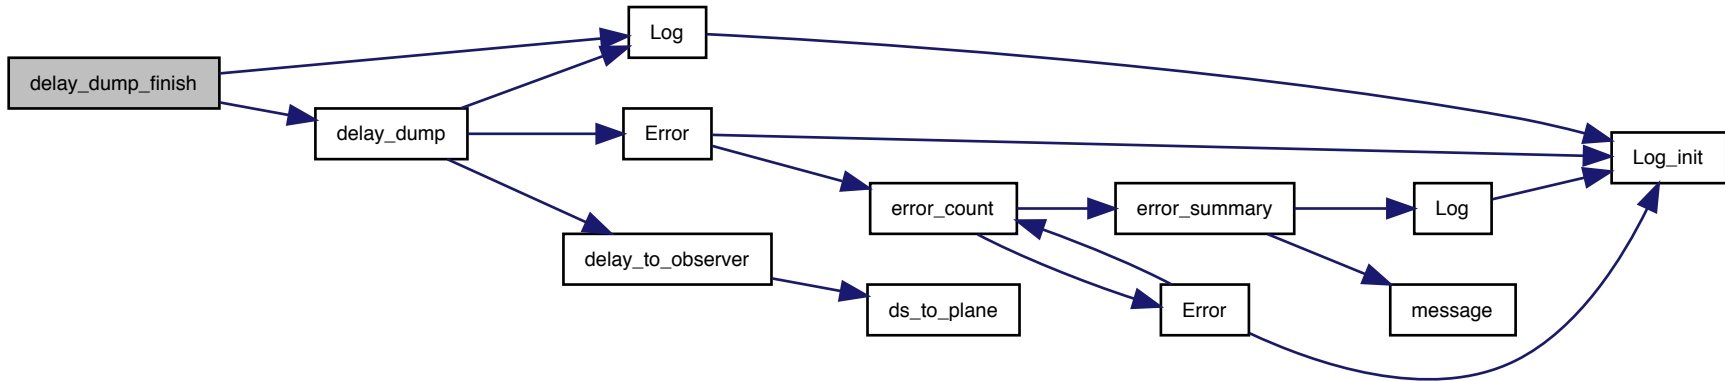 delay_dump_finish
Log
delay_dump
Error
delay_to_observer
error_count
ds_to_plane
error_summary
Error
Log
message
Log_init